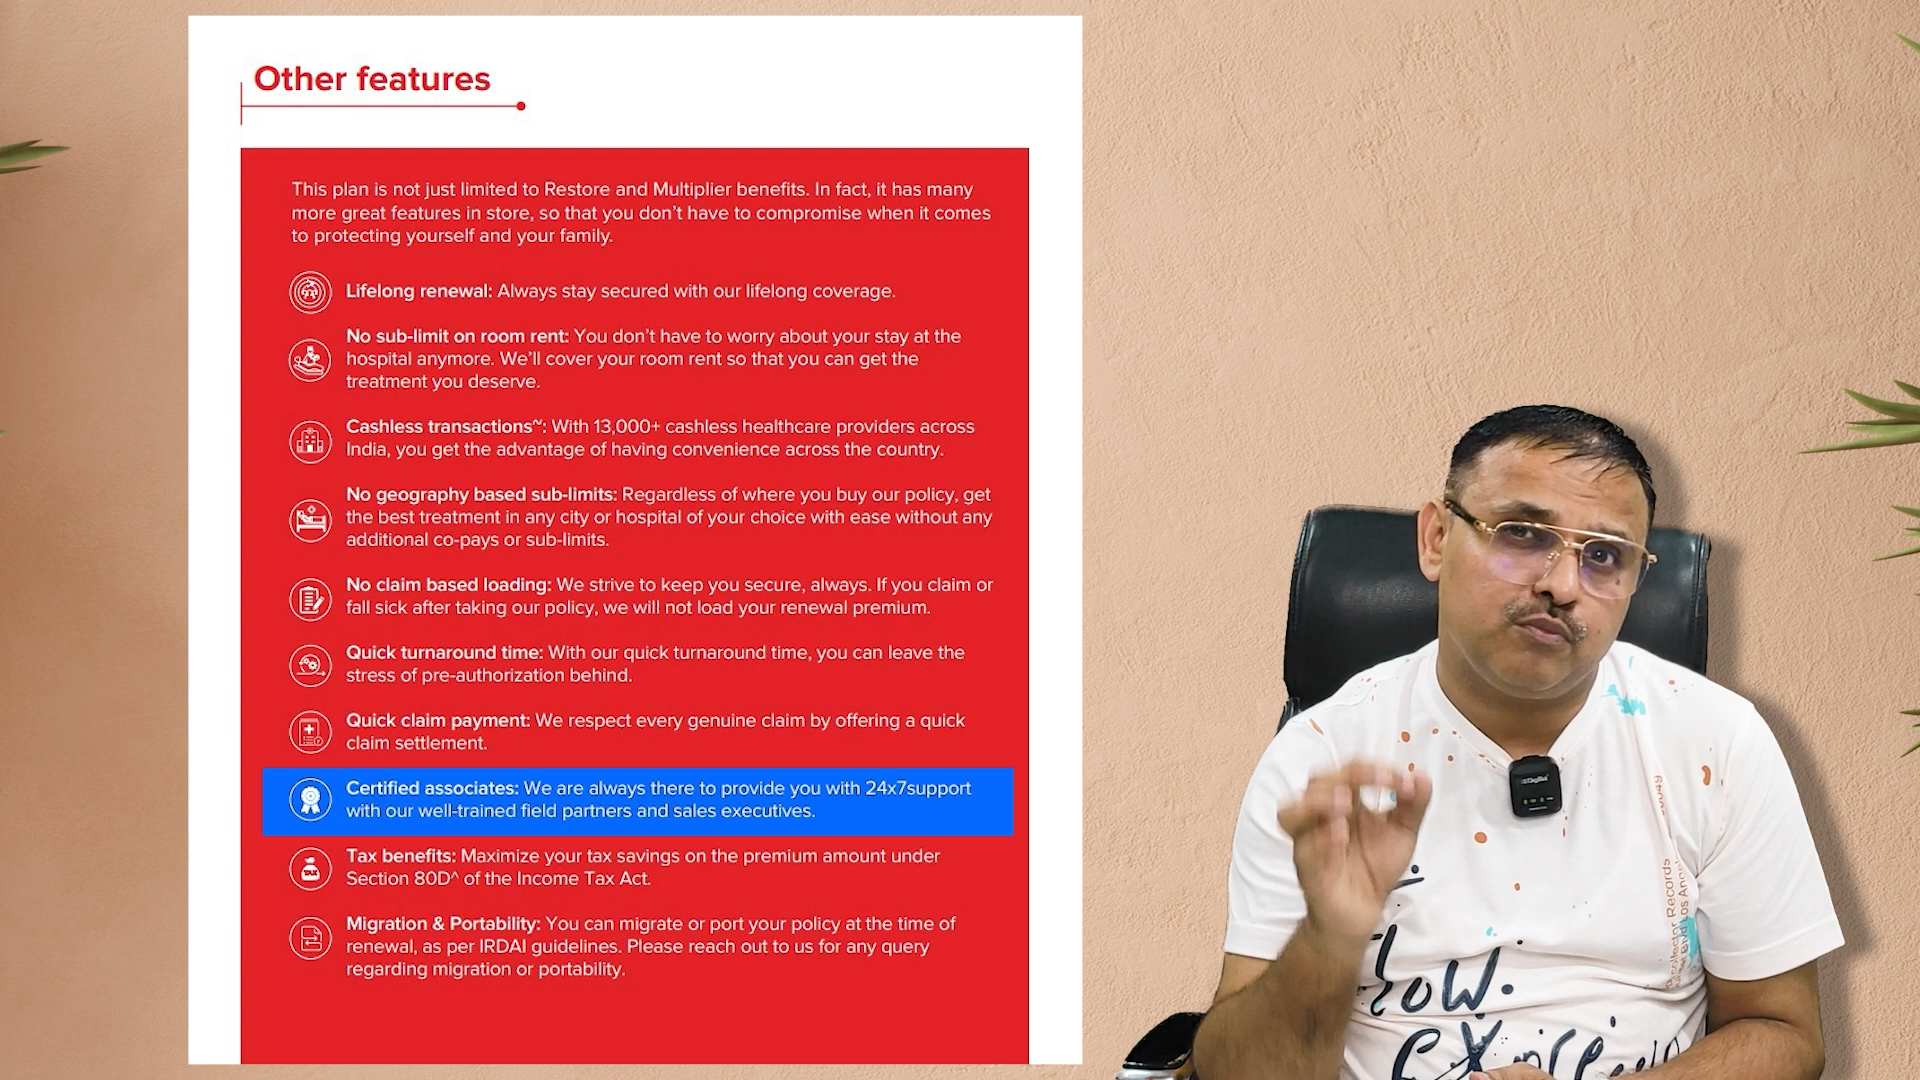 Other features
This plan is not just limited to Restore and Multiplier benefits. In fact, it has many
more great features in store, so that you don’t have to compromise when it comes
to protecting yourself and your family.
Lifelong renewal: Always stay secured with our lifelong coverage.
No sub-limit on room rent: You don’t have to worry about your stay at the
hospital anymore. We’ll cover your room rent so that you can get the
treatment you deserve.
Cashless transactions~: With 13,000+ cashless healthcare providers across
India, you get the advantage of having convenience across the country.
No geography based sub-limits: Regardless of where you buy our policy, get
the best treatment in any city or hospital of your choice with ease without any
additional co-pays or sub-limits.
No claim based loading: We strive to keep you secure, always. If you claim or
fall sick after taking our policy, we will not load your renewal premium.
Quick turnaround time: With our quick turnaround time, you can leave the
stress of pre-authorization behind.
Quick claim payment: We respect every genuine claim by offering a quick
claim settlement.
Certified associates: We are always there to provide you with 24x7support
with our well-trained field partners and sales executives.
TAX
Tax benefits: Maximize your tax savings on the premium amount under
Section 80D^ of the Income Tax Act.
Migration & Portability: You can migrate or port your policy at the time of
renewal, as per IRDAI guidelines. Please reach out to us for any query
regarding migration or portability.
Records